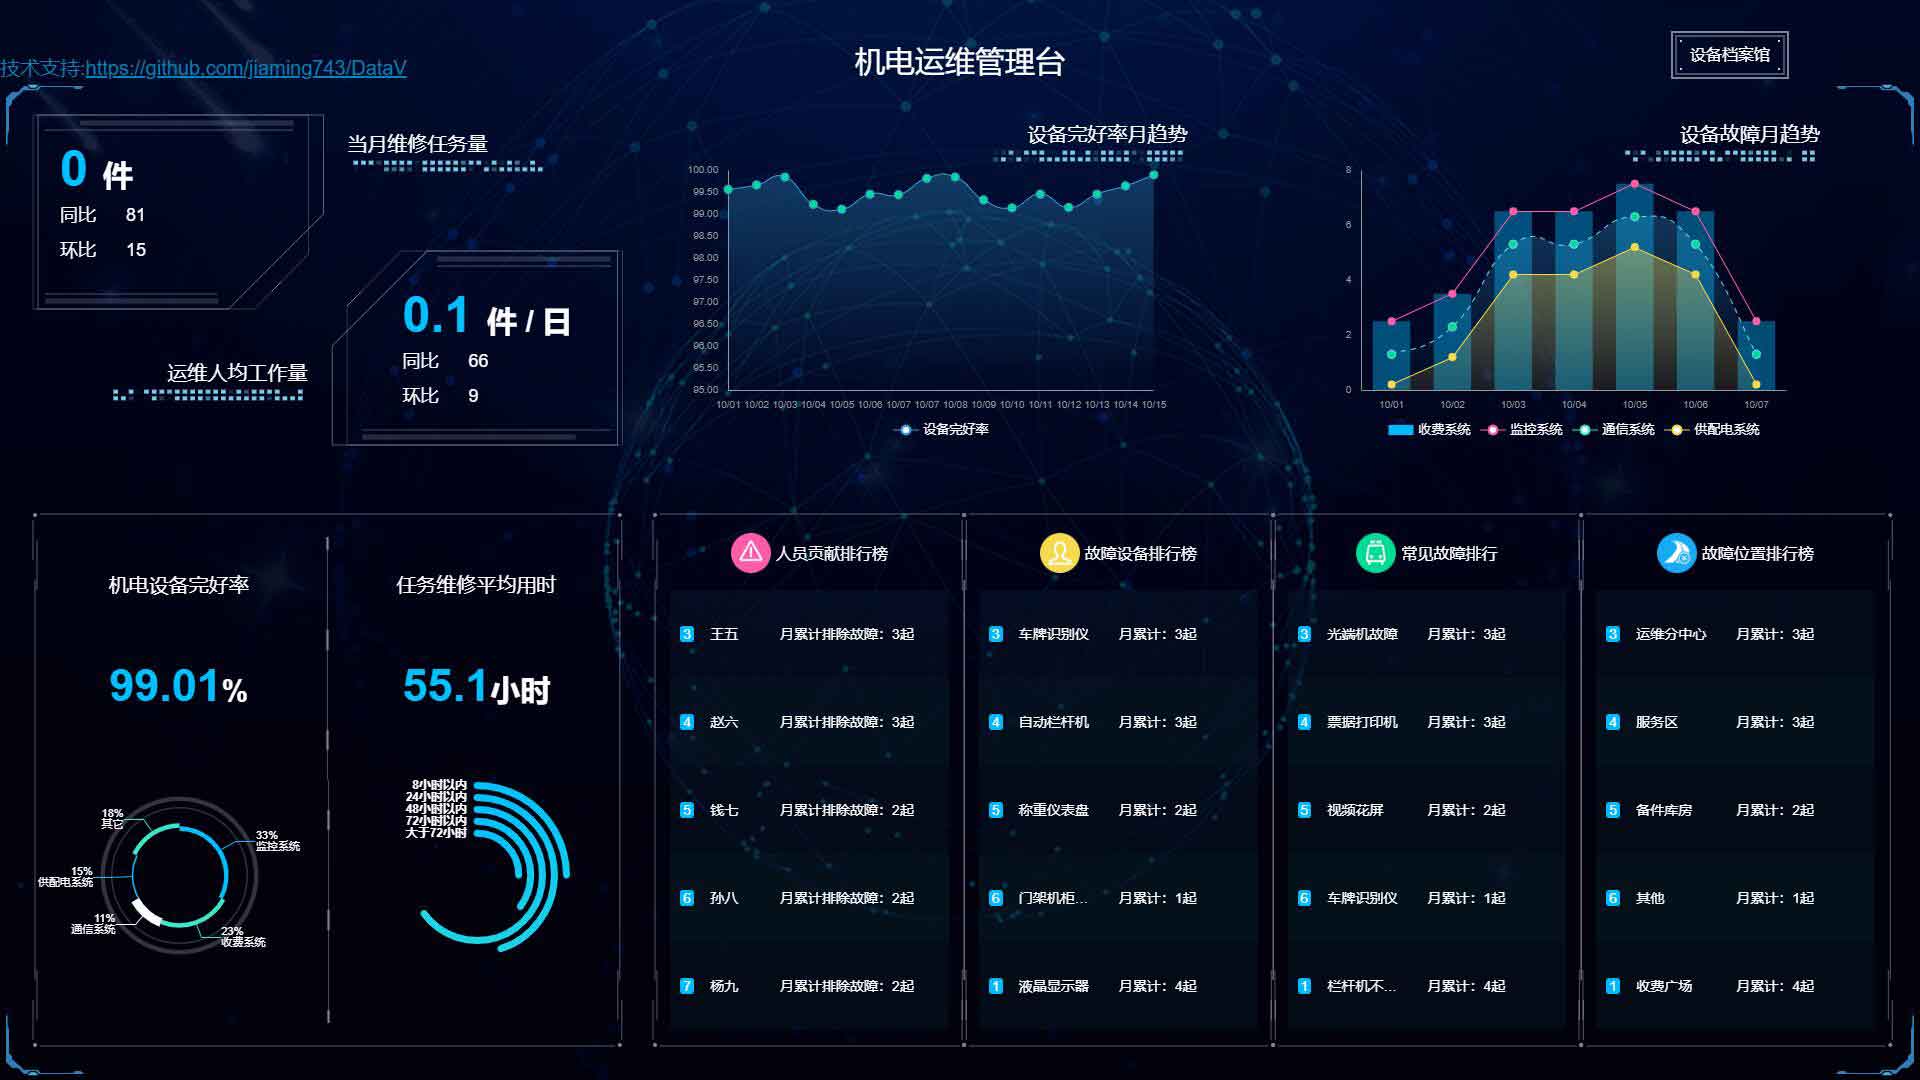 机电运维管理台
设备档案馆
技术支持:https://github.com/jiaming743/DataV
0 件
同比 81
环比 15
当月维修任务量
运维人均工作量
0.1 件 / 日
同比 66
环比 9
设备完好率月趋势
100.00
99.50
99.00
98.50
98.00
97.50
97.00
96.50
96.00
95.50
95.00
10/01 10/02 10/03 10/04 10/05 10/06 10/07 10/07 10/08 10/09 10/10 10/11 10/12 10/13 10/14 10/15
设备完好率
设备故障月趋势
8
6
4
2
0
10/01 10/02 10/03 10/04 10/05 10/06 10/07
收费系统 监控系统 通信系统 供配电系统
机电设备完好率
99.01%
18%
其它
33%
监控系统
15%
供配电系统
11%
通信系统
23%
收费系统
任务维修平均用时
55.1小时
8小时以内
24小时以内
48小时以内
72小时以内
大于72小时
人员贡献排行榜
3 王五 月累计排除故障：3起
4 赵六 月累计排除故障：3起
5 钱七 月累计排除故障：2起
6 孙八 月累计排除故障：2起
7 杨九 月累计排除故障：2起
故障设备排行榜
3 车牌识别仪 月累计：3起
4 自动栏杆机 月累计：3起
5 称重仪表盘 月累计：2起
6 门架机柜... 月累计：1起
1 液晶显示器 月累计：4起
常见故障排行
3 光端机故障 月累计：3起
4 票据打印机 月累计：3起
5 视频花屏 月累计：2起
6 车牌识别仪 月累计：1起
1 栏杆机不... 月累计：4起
故障位置排行榜
3 运维分中心 月累计：3起
4 服务区 月累计：3起
5 备件库房 月累计：2起
6 其他 月累计：1起
1 收费广场 月累计：4起